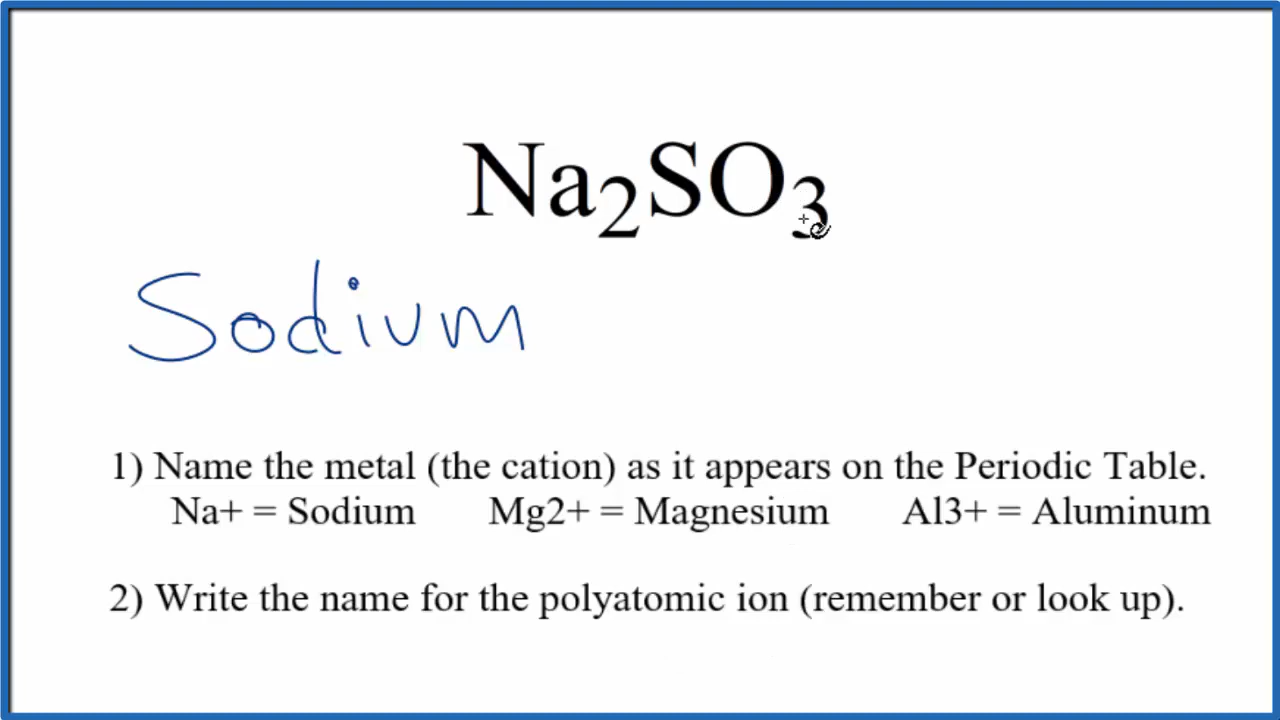 Na₂SO₃
Sodium
1) Name the metal (the cation) as it appears on the Periodic Table.
Na+ = Sodium Mg2+ = Magnesium Al3+ = Aluminum
2) Write the name for the polyatomic ion (remember or look up).